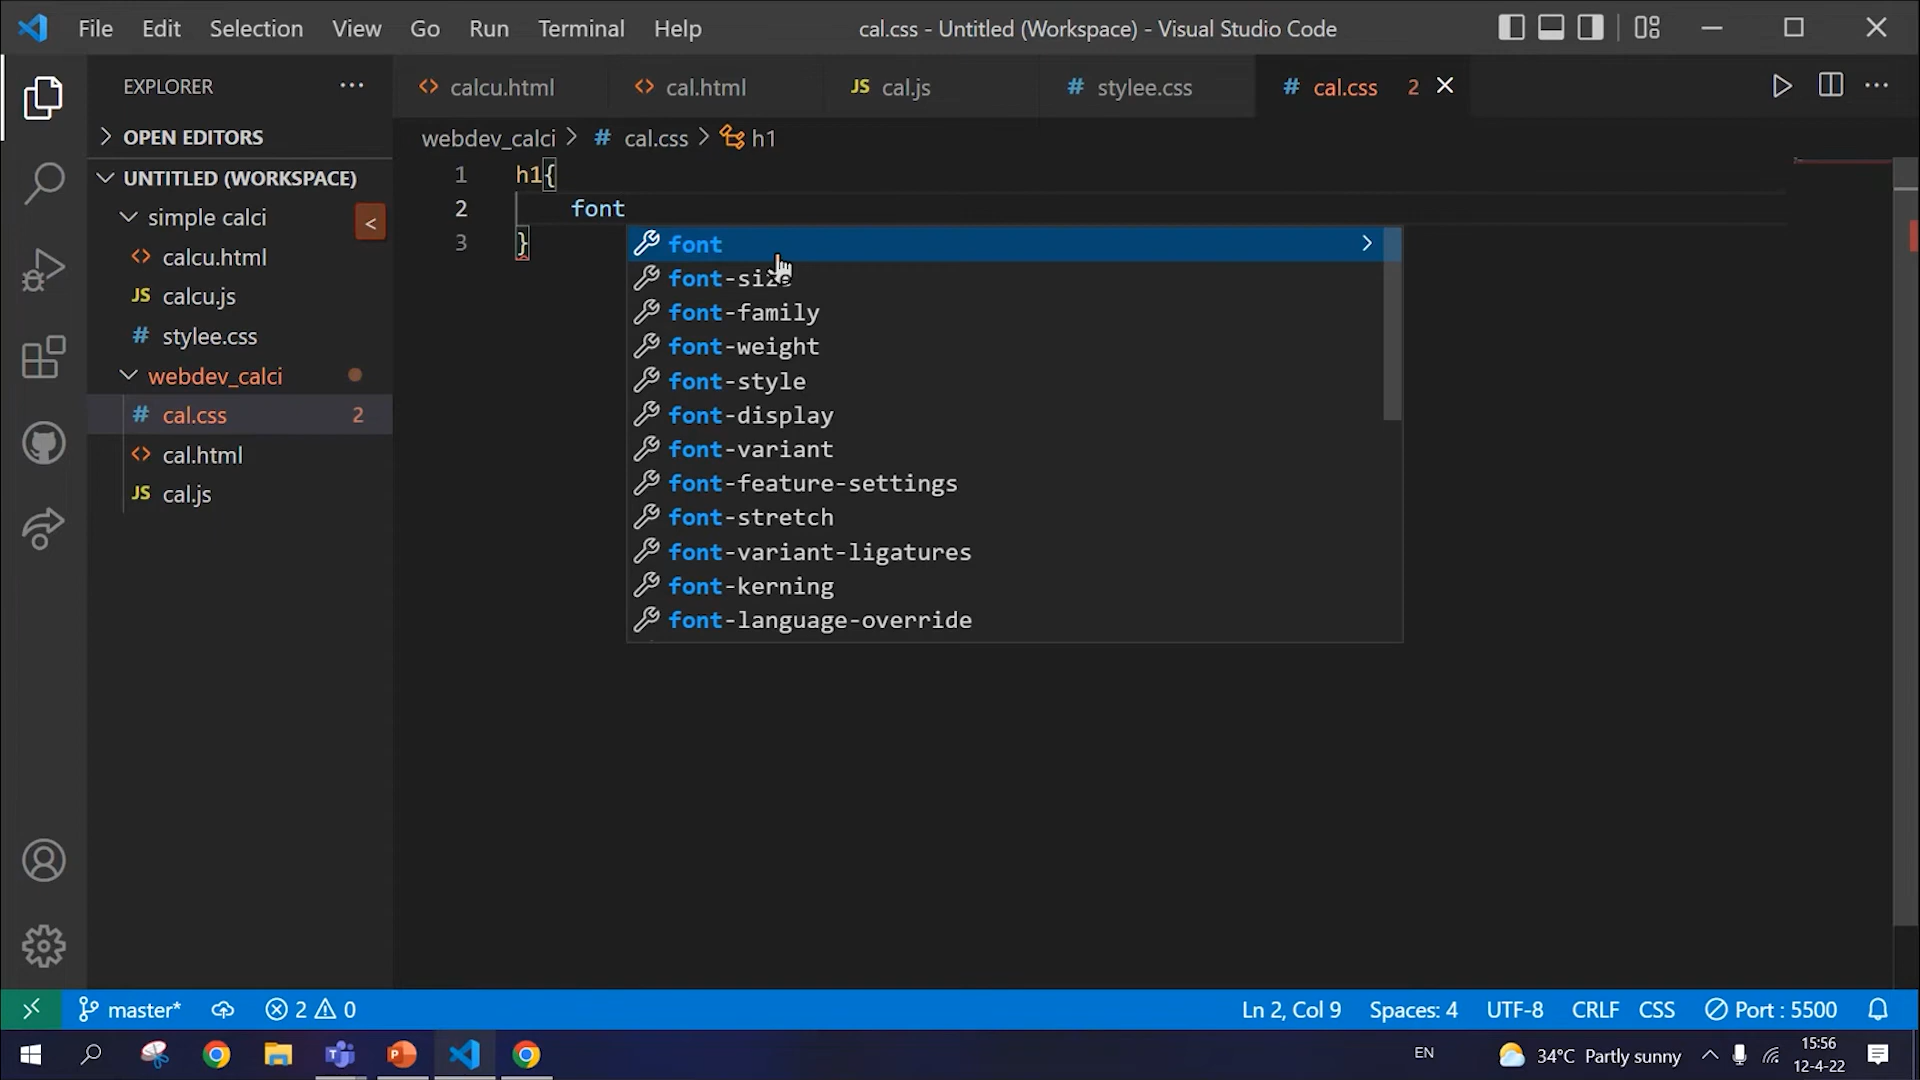 File Edit Selection View Go Run Terminal Help
cal.css - Untitled (Workspace) - Visual Studio Code
EXPLORER
calcu.html
cal.html
JS cal.js
# stylee.css
# cal.css 2
OPEN EDITORS
webdev_calci > # cal.css > h1
UNTITLED (WORKSPACE)
simple calci
<
calcu.html
JS calcu.js
# stylee.css
webdev_calci
# cal.css 2
cal.html
JS cal.js
1 h1{
2 font
3 }
font
font-size
font-family
font-weight
font-style
font-display
font-variant
font-feature-settings
font-stretch
font-variant-ligatures
font-kerning
font-language-override
master* 2 0 Ln 2, Col 9 Spaces: 4 UTF-8 CRLF CSS Port : 5500
EN
34°C Partly sunny
15:56
12-4-22